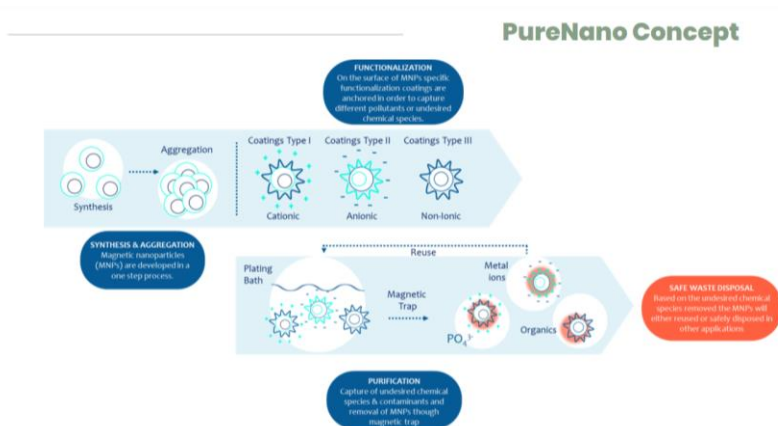 PureNano Concept
FUNCTIONALIZATION
On the surface of MNPs specific
functionalization coatings are
anchored in order to capture
different pollutants or undesired
chemical species.
Aggregation
Synthesis
Coatings Type I
Coatings Type II
Coatings Type III
Cationic
Anionic
Non-Ionic
SYNTHESIS & AGGREGATION
Magnetic nanoparticles
(MNPs) are developed in a
one step process.
Reuse
Plating
Bath
Magnetic
Trap
Metal
ions
PO₄³⁻
Organics
SAFE WASTE DISPOSAL
Based on the undesired chemical
species removed the MNPs will
either reused or safely disposed in
other applications
PURIFICATION
Capture of undesired chemical
species & contaminants and
removal of MNPs though
magnetic trap